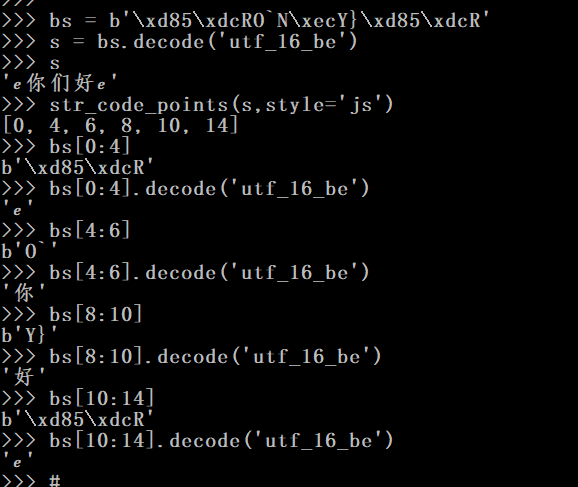 >>>
>>> bs = b'\xd85\xdcRO`N\xecY}\xd85\xdcR'
>>> s = bs.decode('utf_16_be')
>>> s
'𝑒你们好𝑒'
>>> str_code_points(s,style='js')
[0, 4, 6, 8, 10, 14]
>>> bs[0:4]
b'\xd85\xdcR'
>>> bs[0:4].decode('utf_16_be')
'𝑒'
>>> bs[4:6]
b'O`'
>>> bs[4:6].decode('utf_16_be')
'你'
>>> bs[8:10]
b'Y}'
>>> bs[8:10].decode('utf_16_be')
'好'
>>> bs[10:14]
b'\xd85\xdcR'
>>> bs[10:14].decode('utf_16_be')
'𝑒'
>>> #